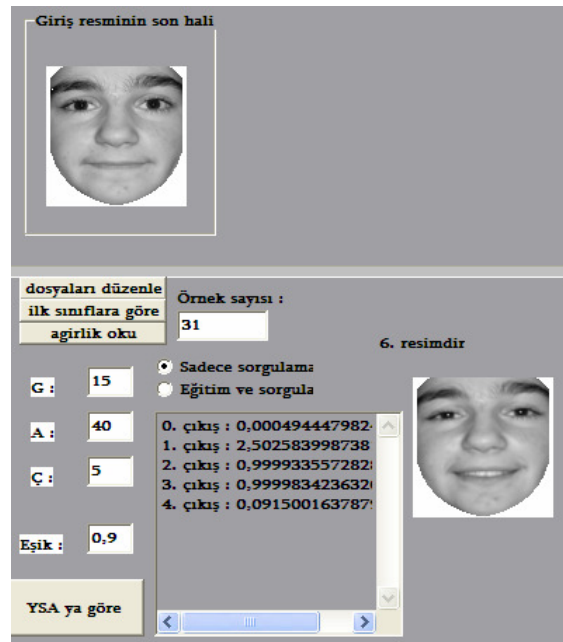 Giriş resminin son hali
dosyaları düzenle
ilk sınıflara göre
agirlik oku
Örnek sayısı :
31
6. resimdir
Sadece sorgulama
Eğitim ve sorgula
G :
15
A :
40
Ç :
5
Eşik :
0,9
0. çıkış : 0,000494447982
1. çıkış : 2,502583998738
2. çıkış : 0,999933557282
3. çıkış : 0,999983423632
4. çıkış : 0,091500163787
YSA ya göre